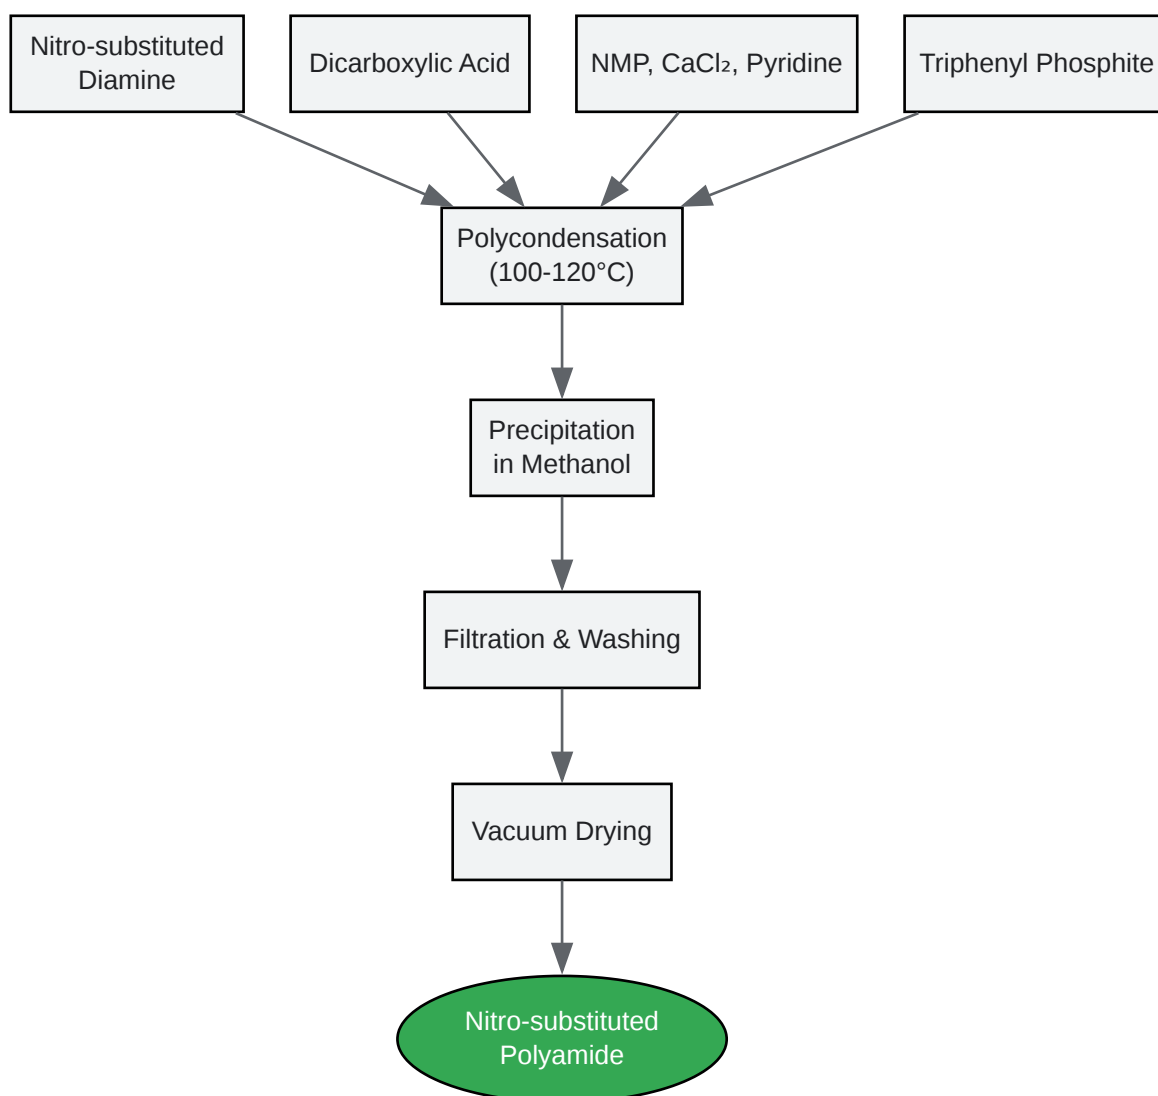 Nitro-substituted
Diamine
Dicarboxylic Acid
NMP, CaCl₂, Pyridine
Triphenyl Phosphite
Polycondensation
(100-120°C)
Precipitation
in Methanol
Filtration & Washing
Vacuum Drying
Nitro-substituted
Polyamide